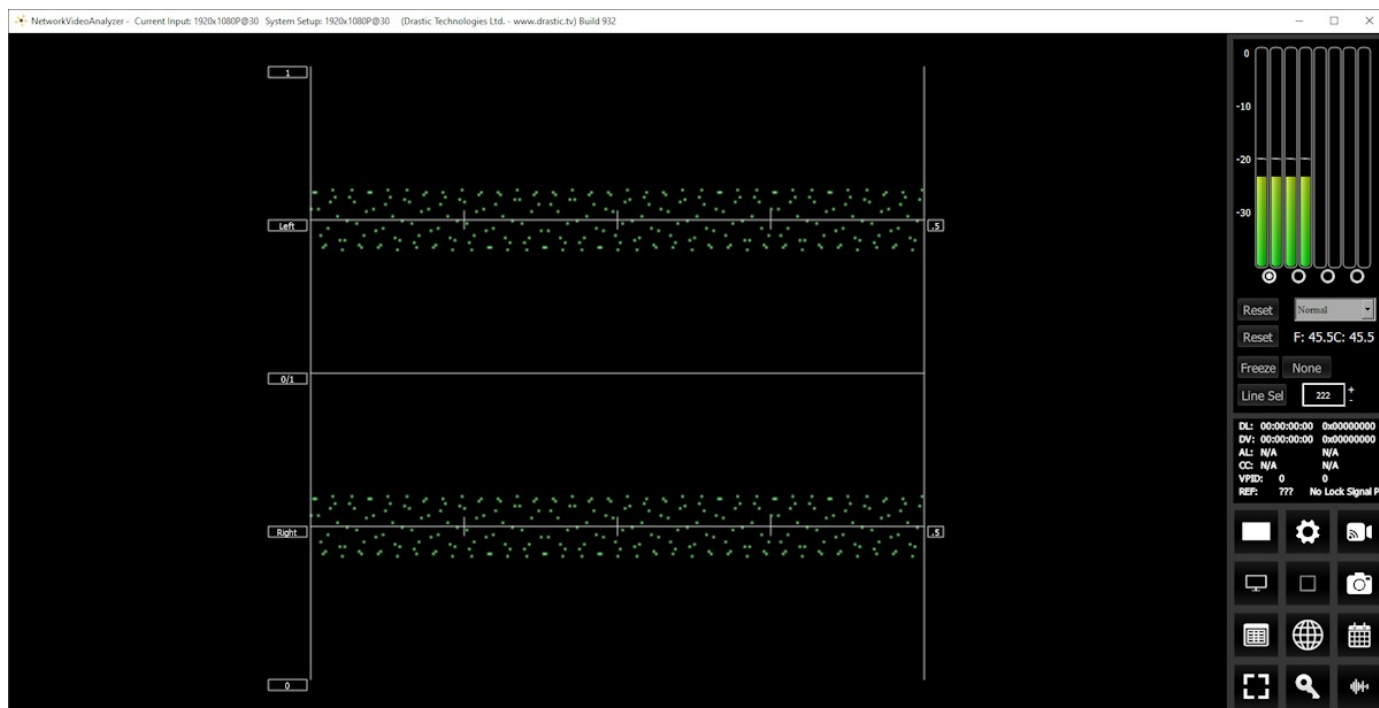 NetworkVideoAnalyzer - Current Input: 1920x1080P@30 System Setup: 1920x1080P@30 (Drastic Technologies Ltd. - www.drastic.tv) Build 932
1
Left
.5
0/1
Right
.5
0
0
-10
-20
-30
Reset Normal
Reset F: 45.5C: 45.5
Freeze None
Line Sel 222 + -
DL: 00:00:00:00 0x00000000
DV: 00:00:00:00 0x00000000
AL: N/A N/A
CC: N/A N/A
VPID: 0 0
REF: ??? No Lock Signal P